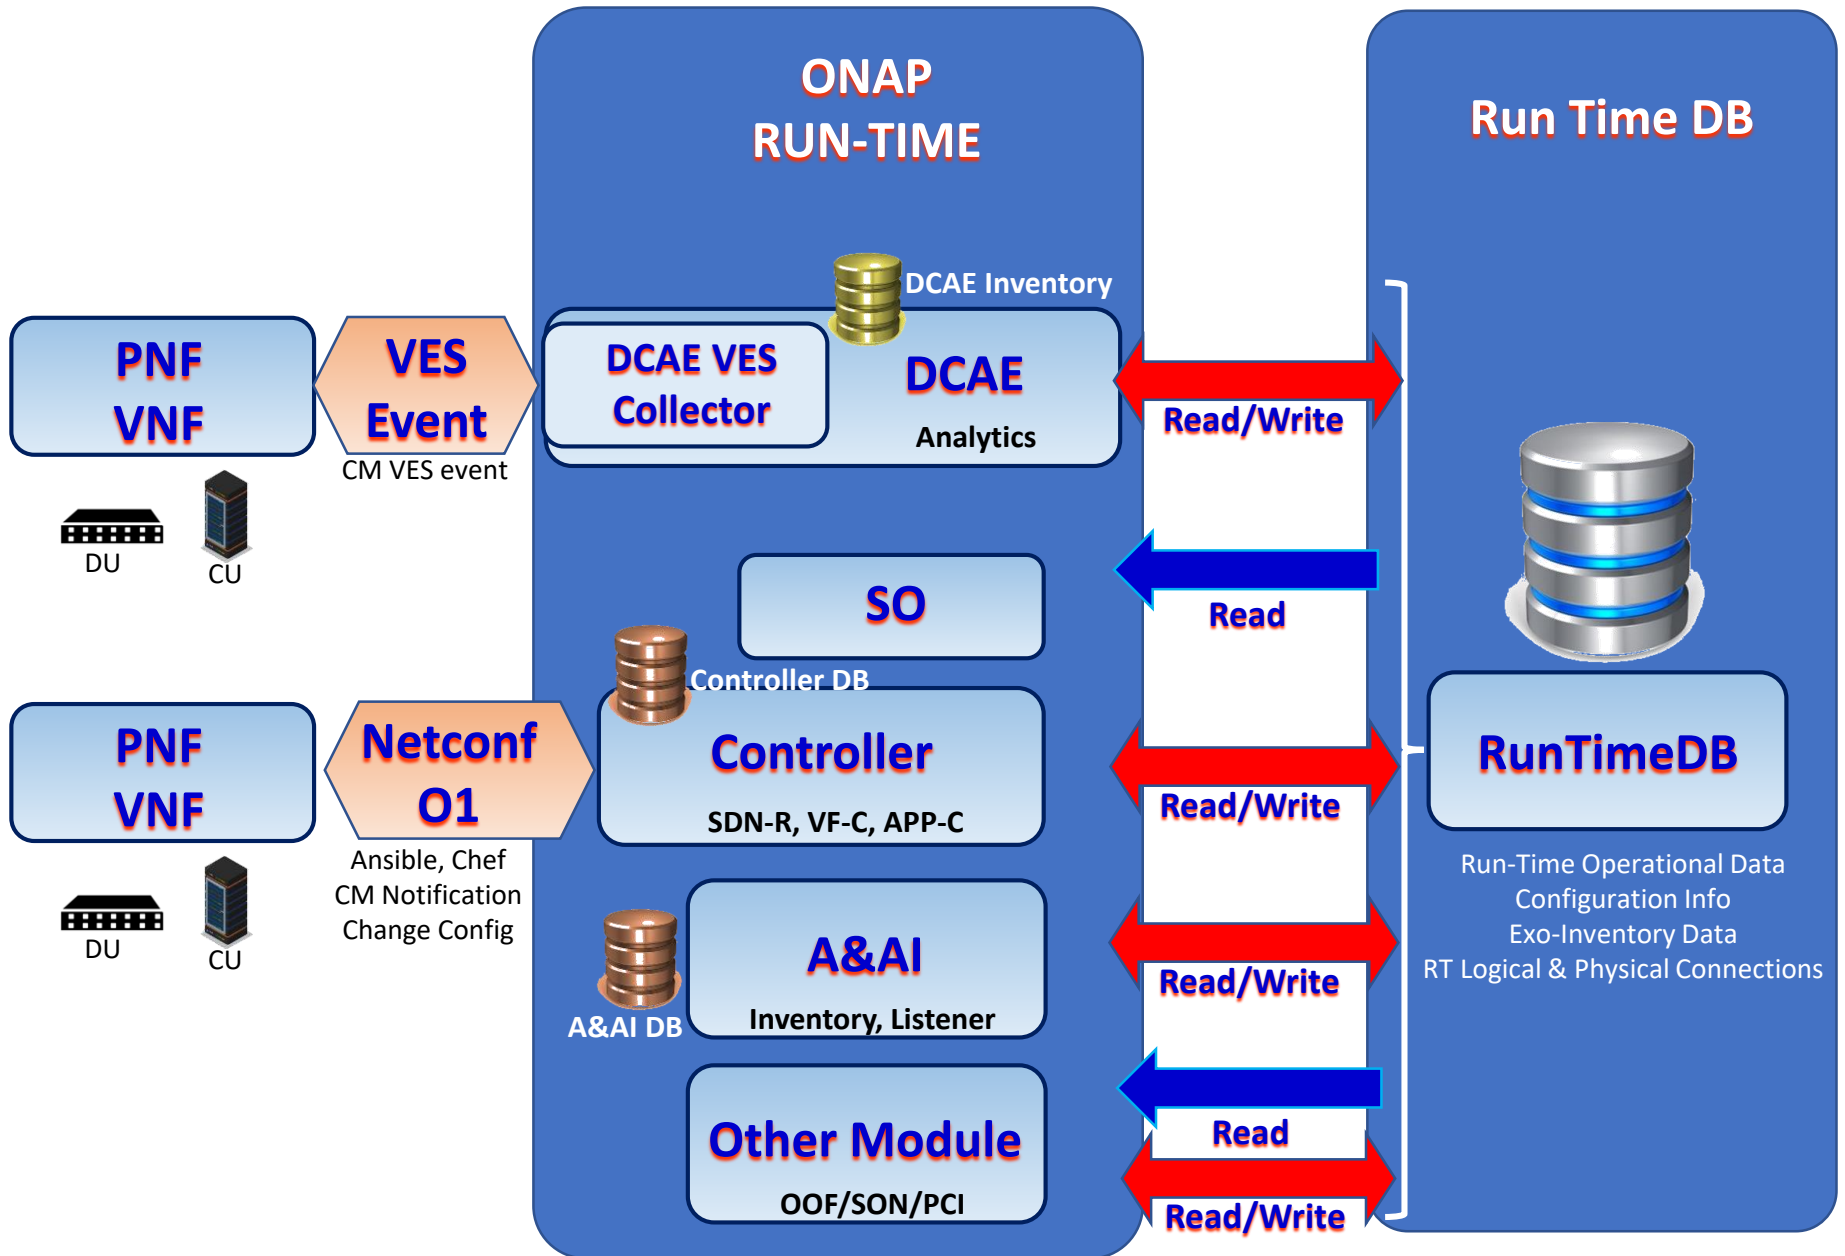 ONAP
RUN-TIME
Run Time DB
DCAE Inventory
PNF
VNF
VES
Event
CM VES event
DCAE VES
Collector
DCAE
Analytics
Read/Write
DU
CU
SO
Read
Controller DB
PNF
VNF
Netconf
O1
Ansible, Chef
CM Notification
Change Config
Controller
SDN-R, VF-C, APP-C
Read/Write
RunTimeDB
Run-Time Operational Data
Configuration Info
Exo-Inventory Data
RT Logical & Physical Connections
DU
CU
A&AI
Inventory, Listener
A&AI DB
Read/Write
Other Module
OOF/SON/PCI
Read
Read/Write